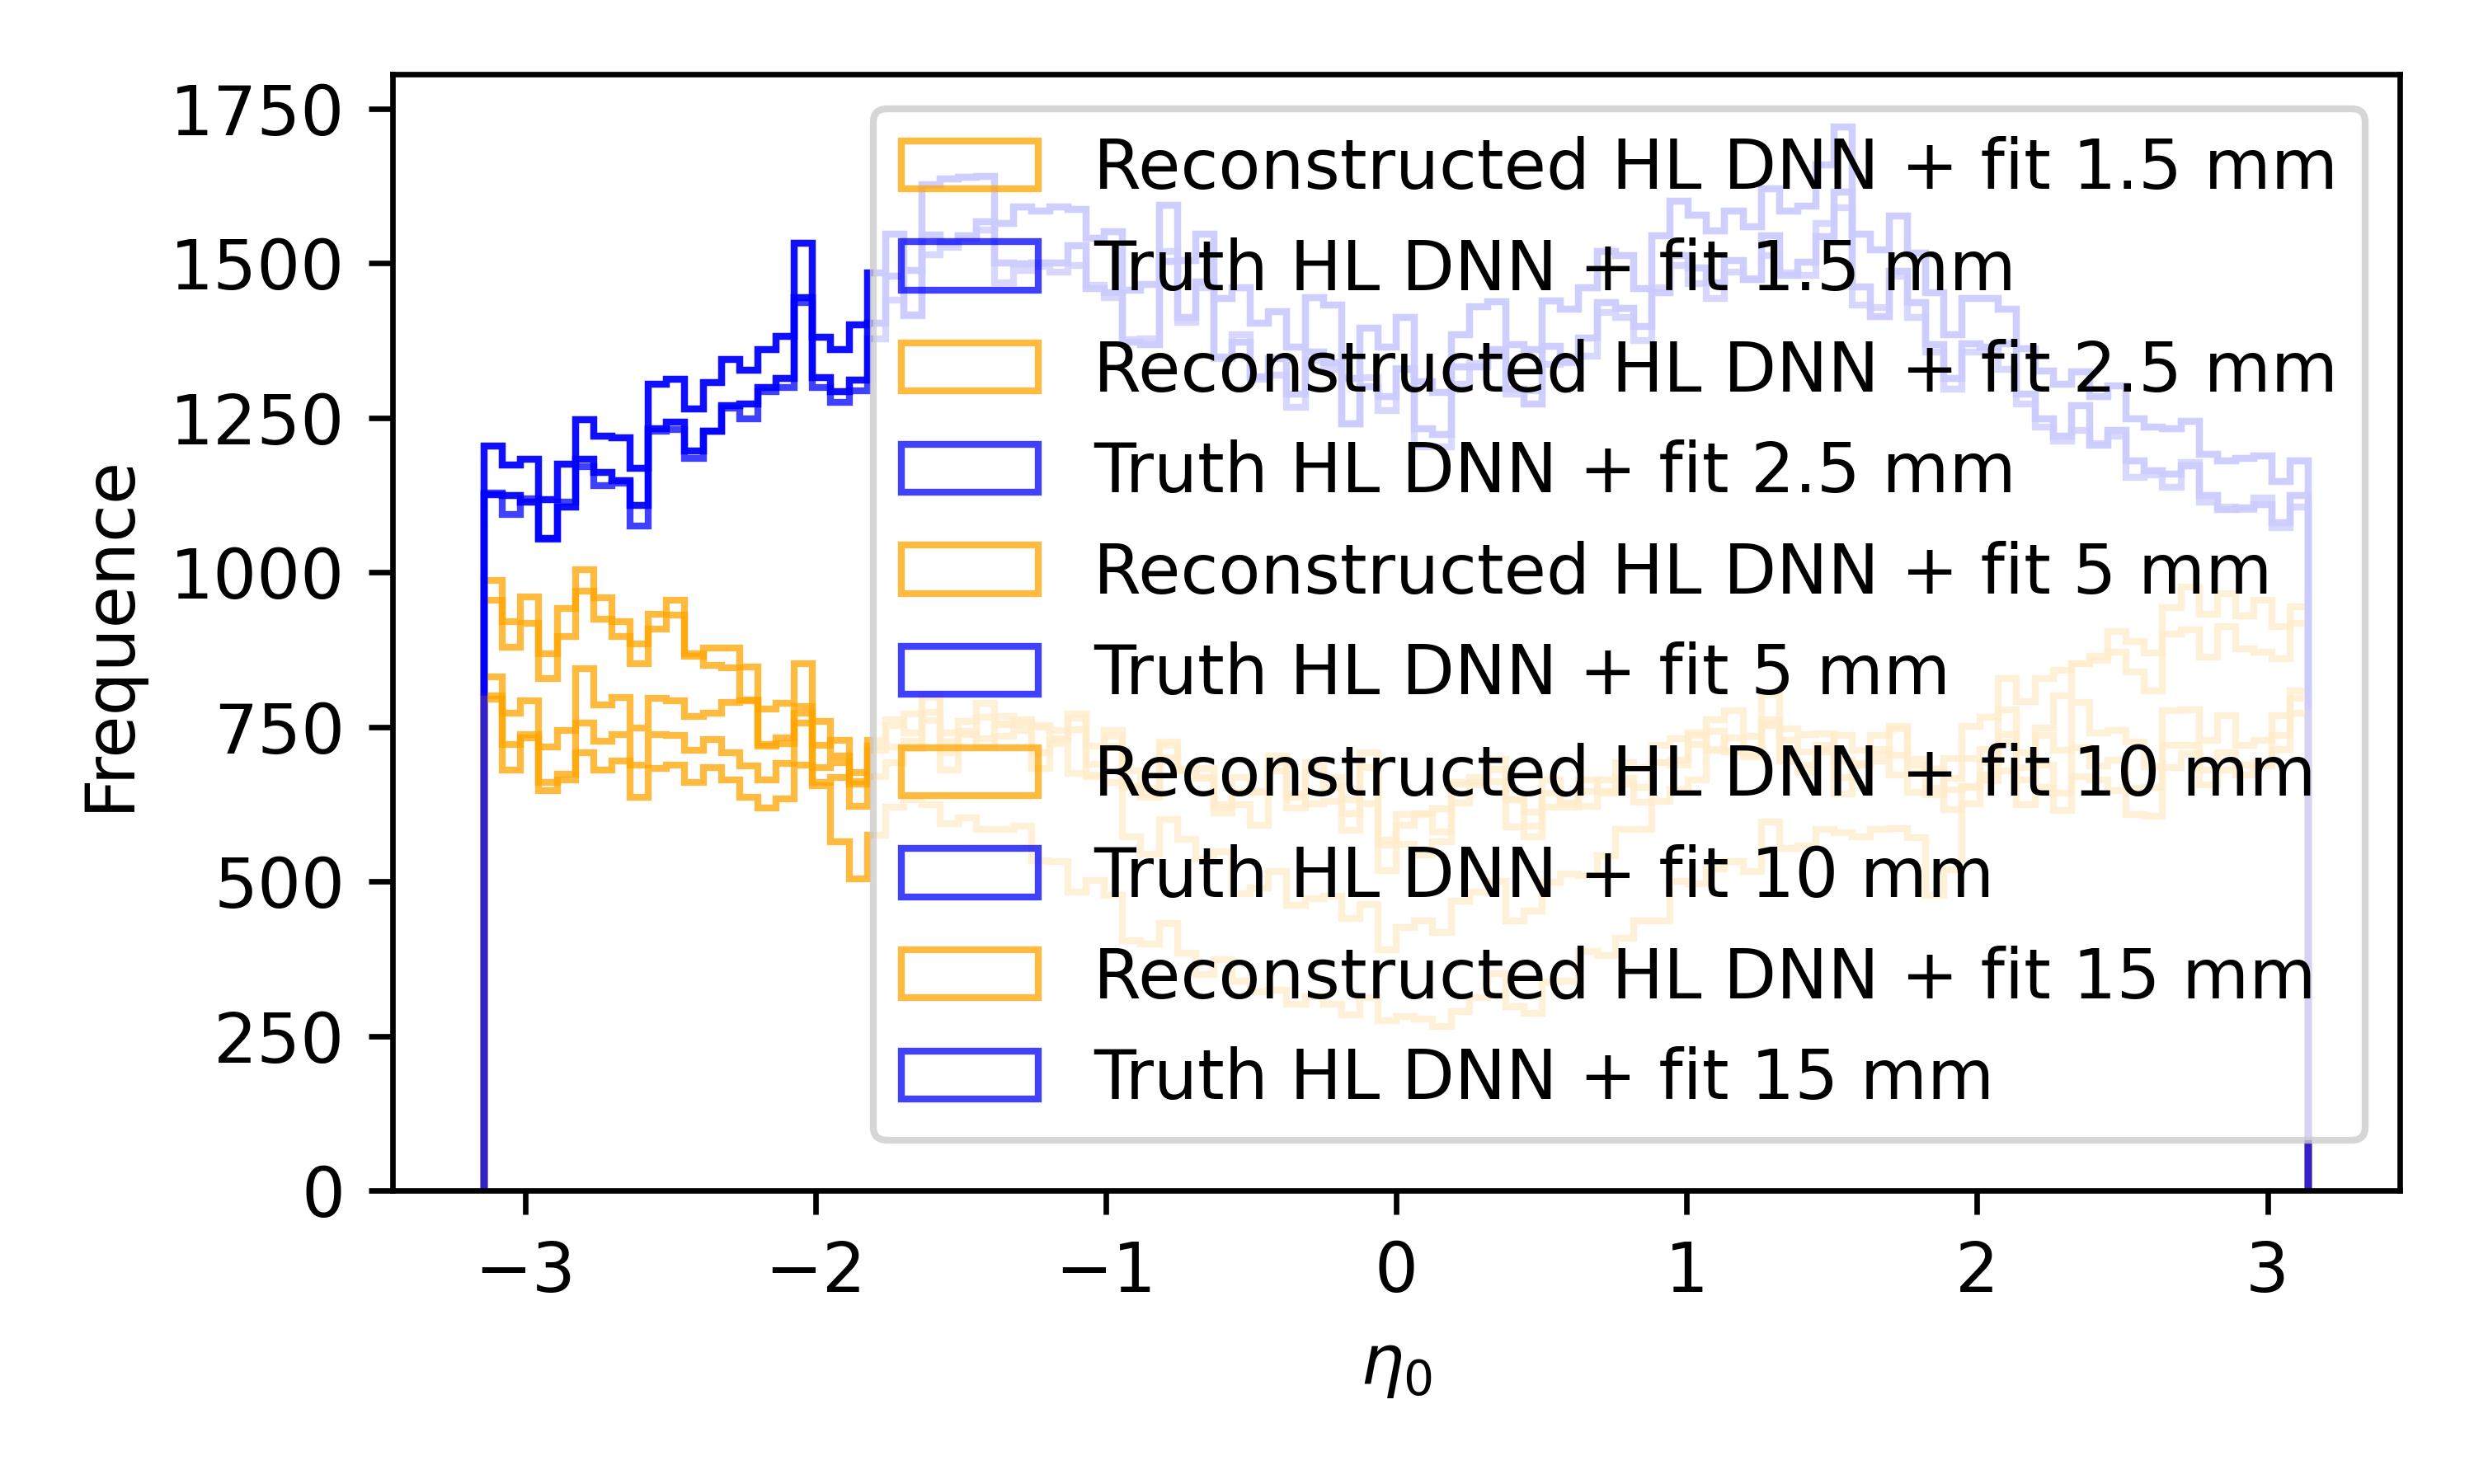 1750
1500
1250
1000
750
500
250
0
Frequence
Reconstructed HL DNN + fit 1.5 mm
Truth HL DNN + fit 1.5 mm
Reconstructed HL DNN + fit 2.5 mm
Truth HL DNN + fit 2.5 mm
Reconstructed HL DNN + fit 5 mm
Truth HL DNN + fit 5 mm
Reconstructed HL DNN + fit 10 mm
Truth HL DNN + fit 10 mm
Reconstructed HL DNN + fit 15 mm
Truth HL DNN + fit 15 mm
−3 −2 −1 0 1 2 3
η₀